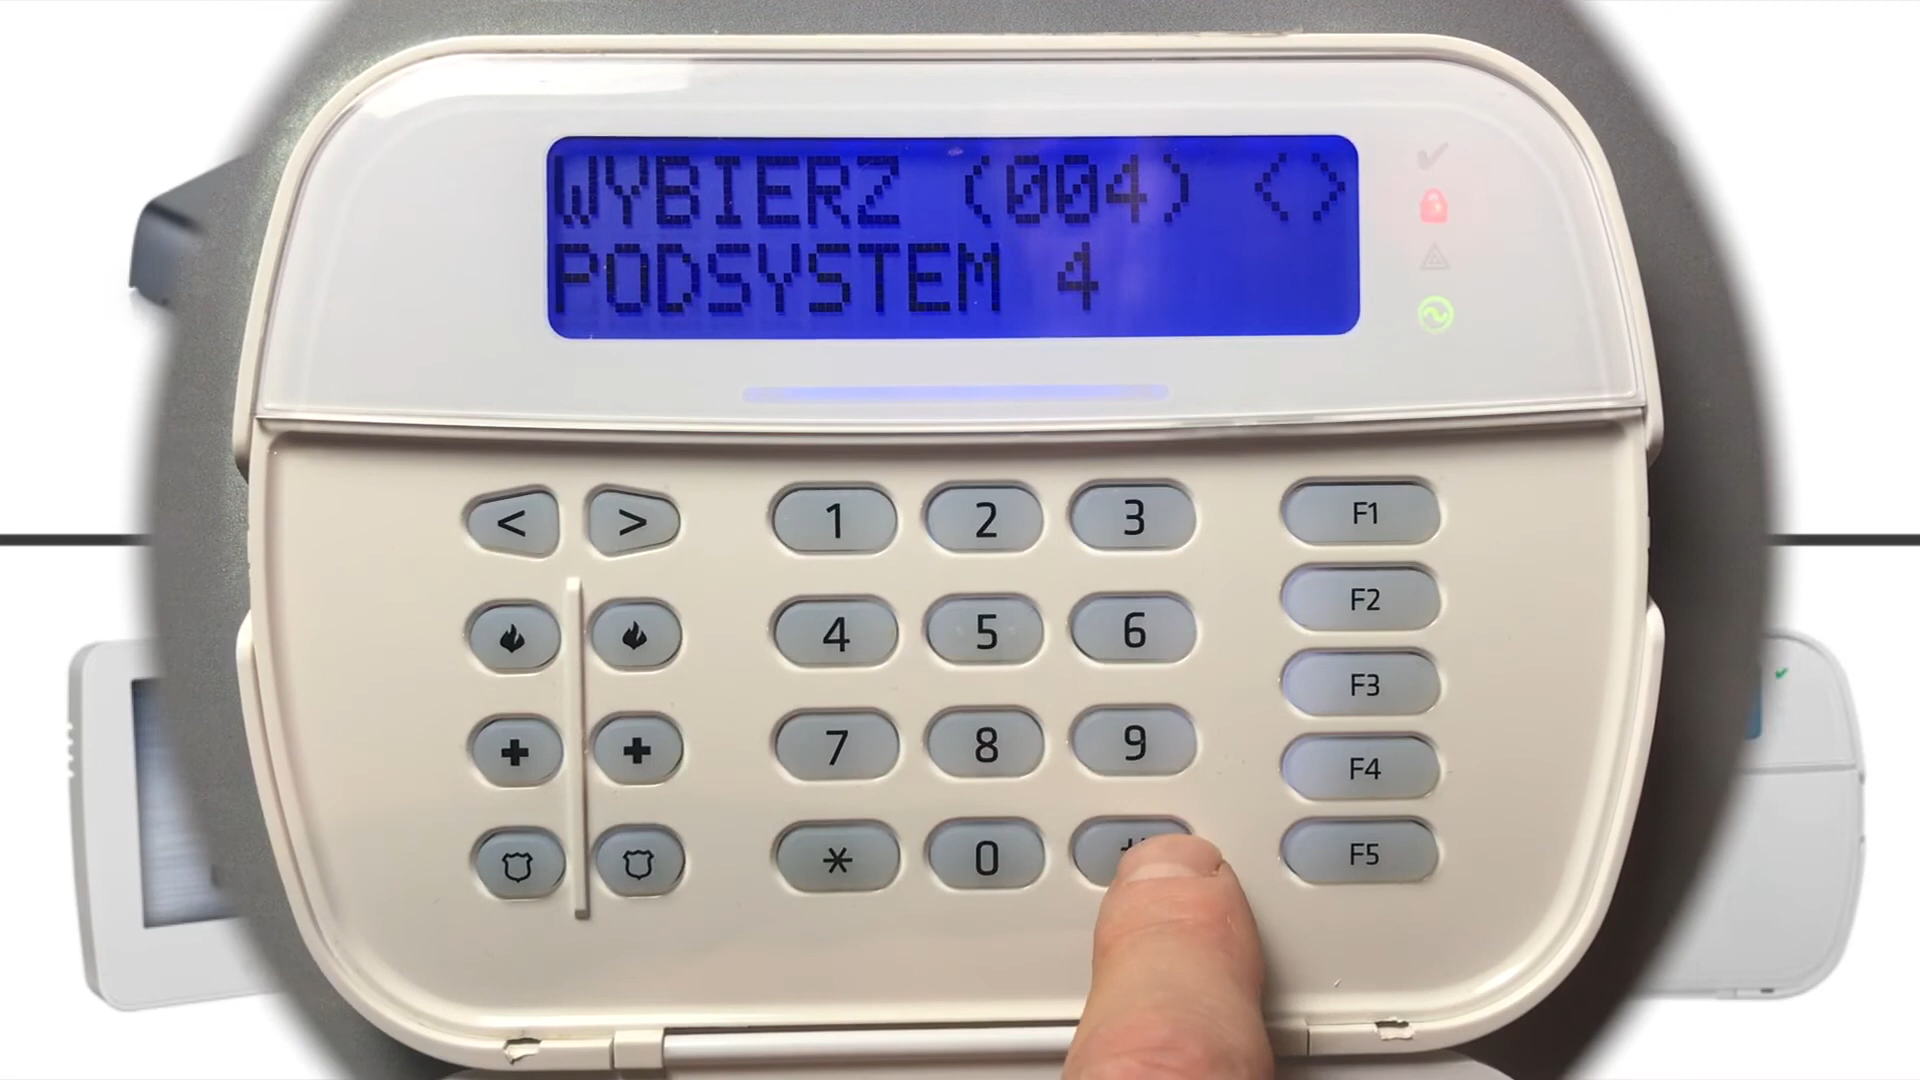 WYBIERZ (004) <>
PODSYSTEM 4
< > 1 2 3 F1
4 5 6 F2
7 8 9 F3
* 0 F4
F5